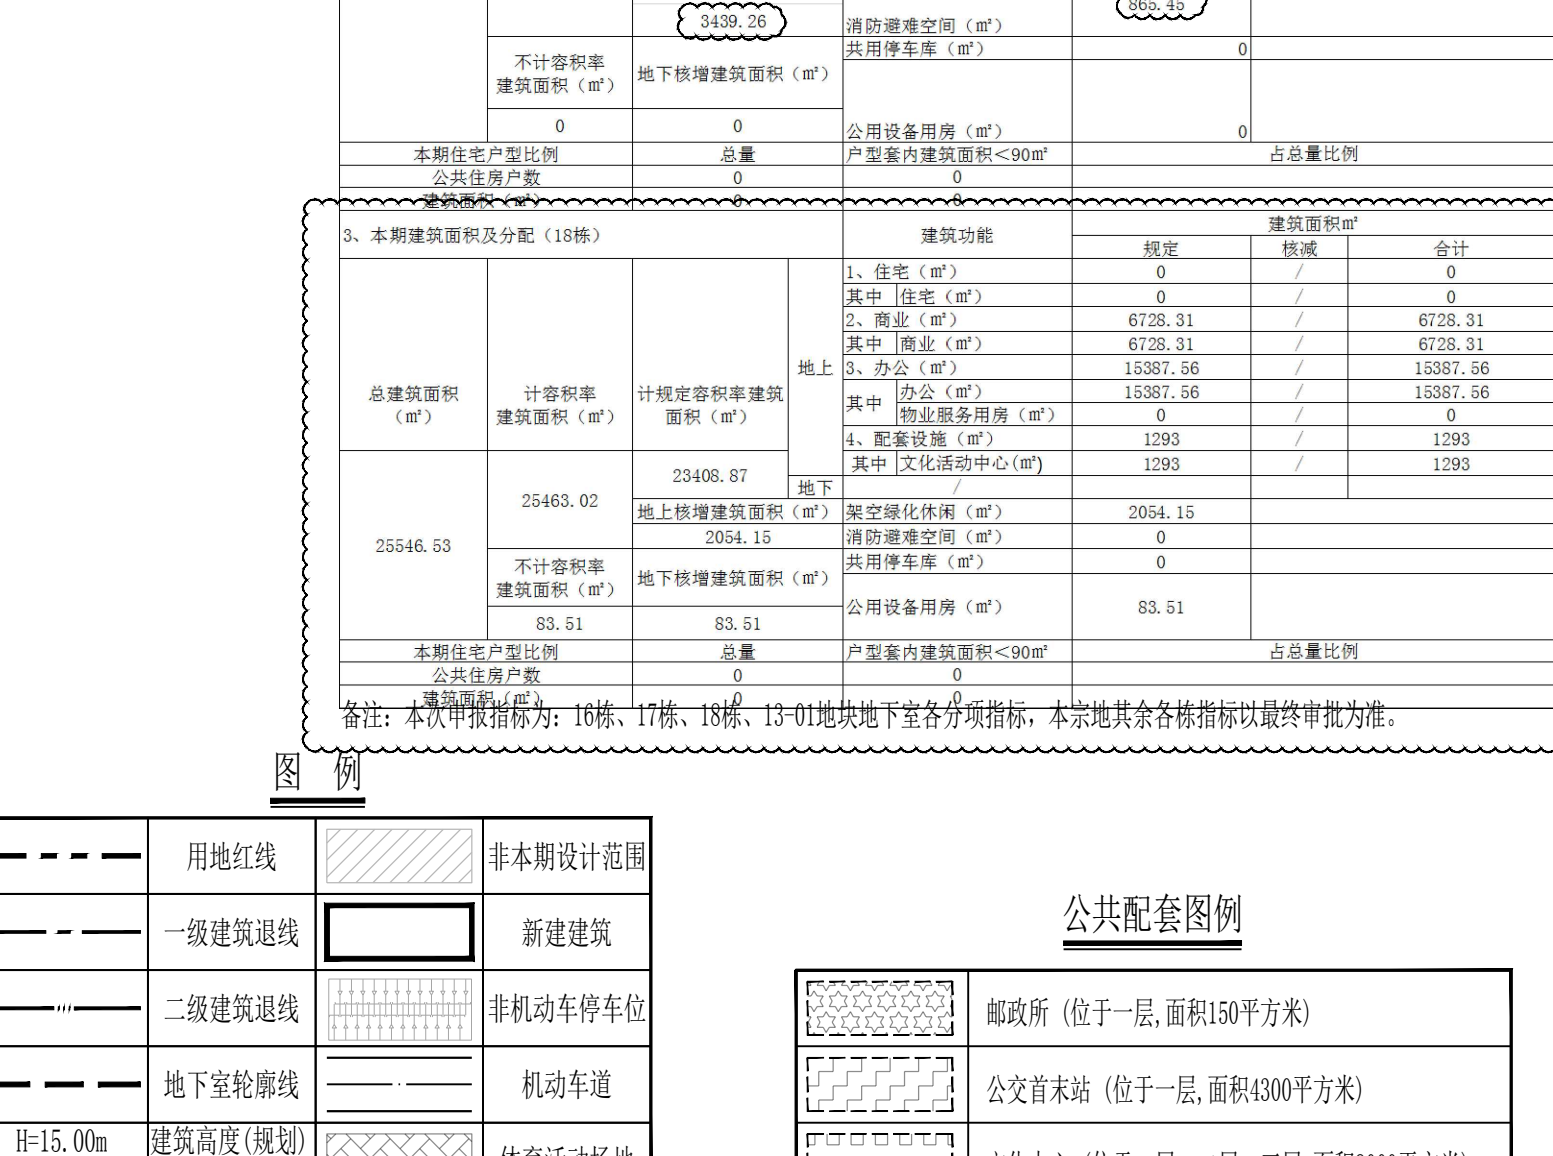 865.45
3439.26 消防避难空间（㎡）
共用停车库（㎡） 0
不计容积率
建筑面积（㎡）
地下核增建筑面积（㎡）
0 0 公用设备用房（㎡） 0
本期住宅户型比例 总量 户型套内建筑面积＜90㎡ 占总量比例
公共住房户数 0 0
建筑面积（㎡） 0 0
3、本期建筑面积及分配（18栋） 建筑功能 建筑面积㎡
规定 核减 合计
总建筑面积
（㎡）
计容积率
建筑面积（㎡）
计规定容积率建筑
面积（㎡）
地上
1、住宅（㎡） 0 / 0
其中 住宅（㎡） 0 / 0
2、商业（㎡） 6728.31 / 6728.31
其中 商业（㎡） 6728.31 / 6728.31
3、办公（㎡） 15387.56 / 15387.56
其中 办公（㎡） 15387.56 / 15387.56
物业服务用房（㎡） 0 / 0
4、配套设施（㎡） 1293 / 1293
其中 文化活动中心(㎡) 1293 / 1293
25546.53 25463.02 23408.87 地下 /
地上核增建筑面积（㎡） 架空绿化休闲（㎡） 2054.15
2054.15 消防避难空间（㎡） 0
不计容积率
建筑面积（㎡）
地下核增建筑面积（㎡） 共用停车库（㎡） 0
83.51 83.51 公用设备用房（㎡） 83.51
本期住宅户型比例 总量 户型套内建筑面积＜90㎡ 占总量比例
公共住房户数 0 0
建筑面积（㎡） 0 0
备注：本次申报指标为：16栋、17栋、18栋、13-01地块地下室各分项指标，本宗地其余各栋指标以最终审批为准。
图 例
用地红线 非本期设计范围
一级建筑退线 新建建筑
二级建筑退线 非机动车停车位
地下室轮廓线 机动车道
H=15.00m 建筑高度(规划)
公共配套图例
邮政所 (位于一层,面积150平方米)
公交首末站 (位于一层,面积4300平方米)